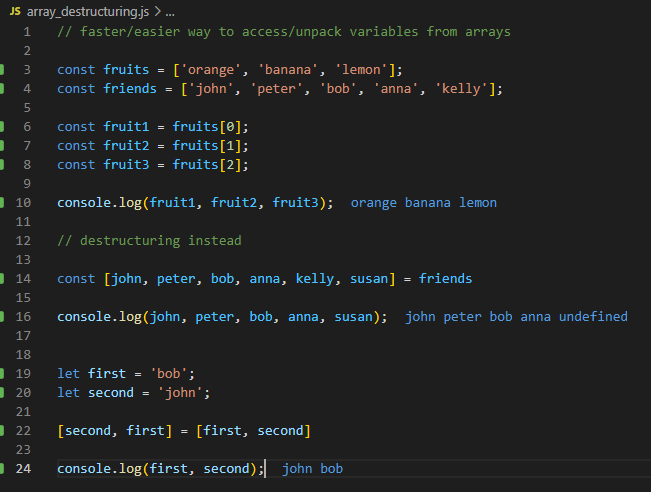 JS array_destructuring.js > ...
1 // faster/easier way to access/unpack variables from arrays
2
3 const fruits = ['orange', 'banana', 'lemon'];
4 const friends = ['john', 'peter', 'bob', 'anna', 'kelly'];
5
6 const fruit1 = fruits[0];
7 const fruit2 = fruits[1];
8 const fruit3 = fruits[2];
9
10 console.log(fruit1, fruit2, fruit3); orange banana lemon
11
12 // destructuring instead
13
14 const [john, peter, bob, anna, kelly, susan] = friends
15
16 console.log(john, peter, bob, anna, susan); john peter bob anna undefined
17
18
19 let first = 'bob';
20 let second = 'john';
21
22 [second, first] = [first, second]
23
24 console.log(first, second); john bob